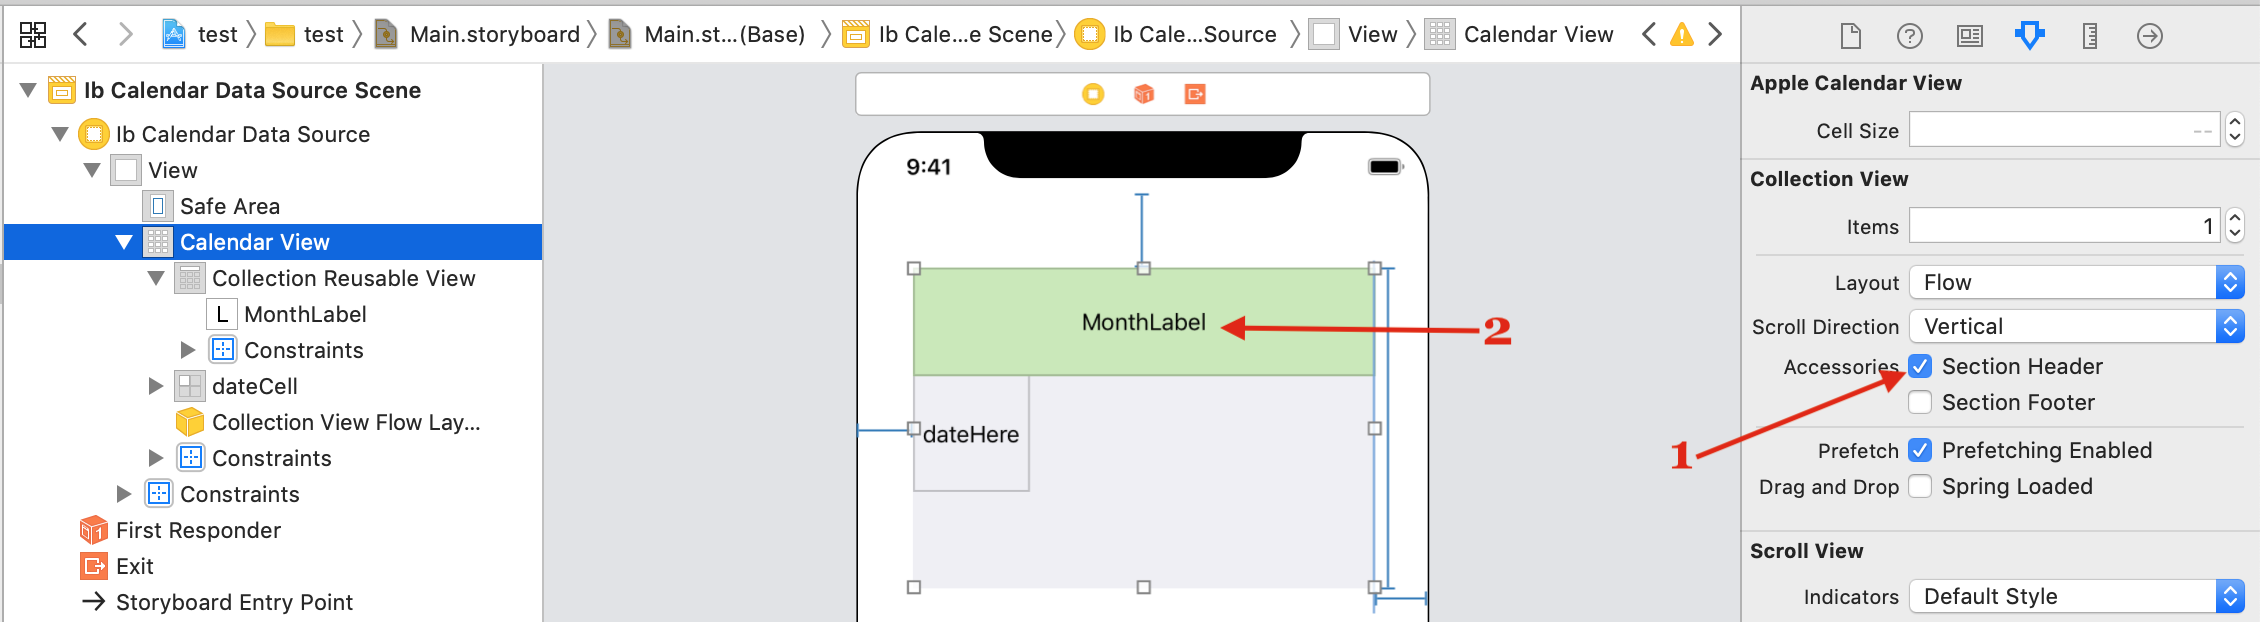 test test Main.storyboard Main.st...(Base) Ib Cale...e Scene Ib Cale...Source View Calendar View
Ib Calendar Data Source Scene
Ib Calendar Data Source
View
Safe Area
Calendar View
Collection Reusable View
L MonthLabel
Constraints
dateCell
Collection View Flow Lay...
Constraints
Constraints
First Responder
Exit
Storyboard Entry Point
9:41
MonthLabel
2
dateHere
1
Apple Calendar View
Cell Size --
Collection View
Items 1
Layout Flow
Scroll Direction Vertical
Accessories Section Header
Section Footer
Prefetch Prefetching Enabled
Drag and Drop Spring Loaded
Scroll View
Indicators Default Style